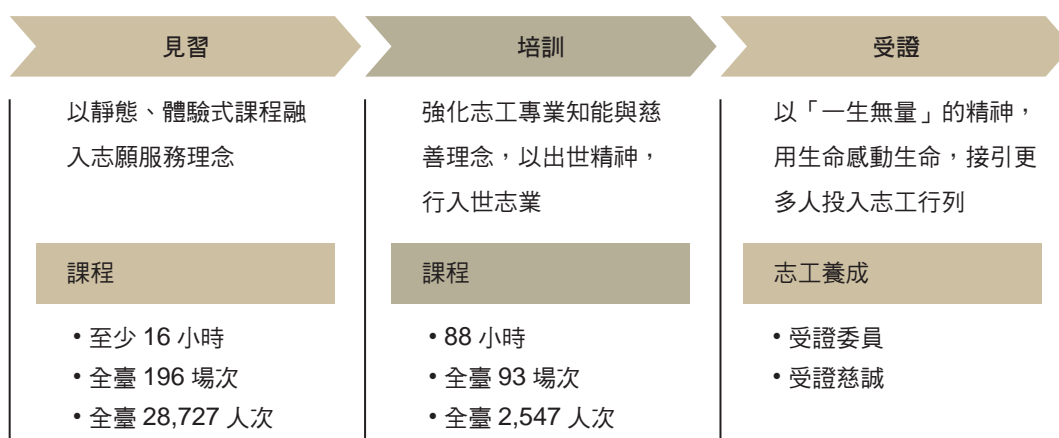 見習
以靜態、體驗式課程融
入志願服務理念
課程
• 至少 16 小時
• 全臺 196 場次
• 全臺 28,727 人次
培訓
強化志工專業知能與慈
善理念，以出世精神，
行入世志業
課程
• 88 小時
• 全臺 93 場次
• 全臺 2,547 人次
受證
以「一生無量」的精神，
用生命感動生命，接引更
多人投入志工行列
志工養成
• 受證委員
• 受證慈誠